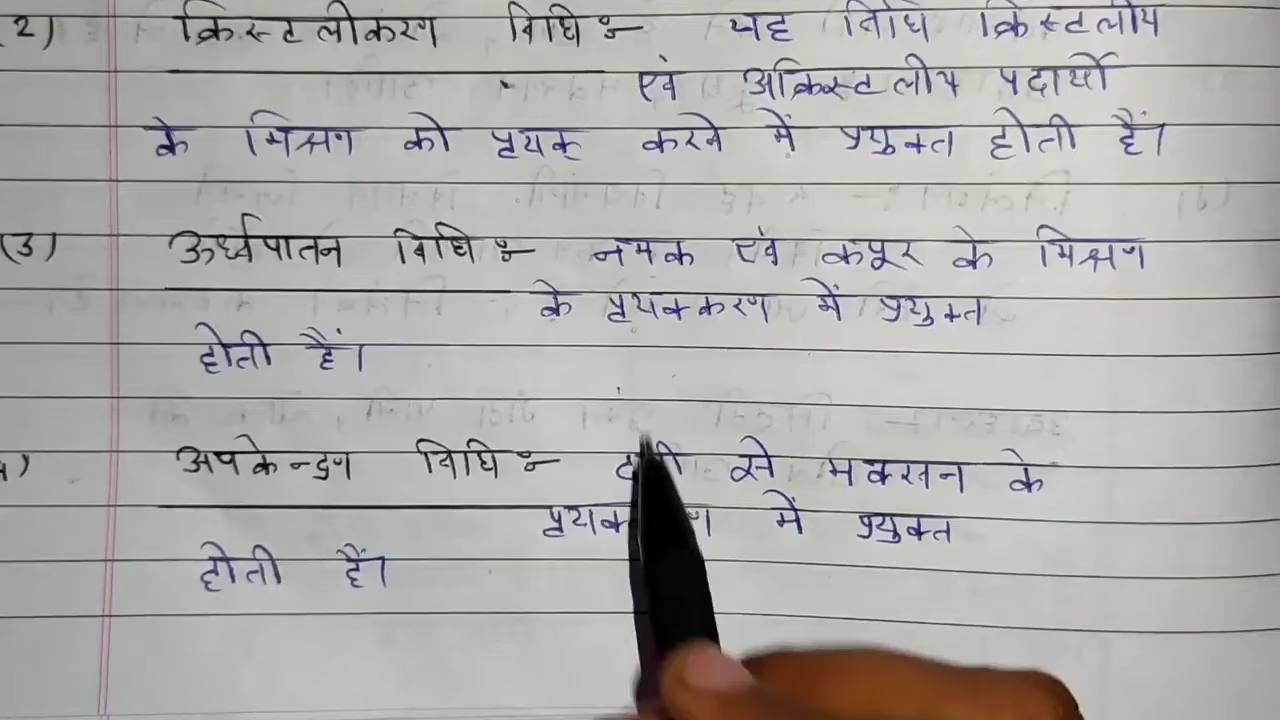 2) क्रिस्टलीकरण विधि :- यह विधि क्रिस्टलीय
एवं अक्रिस्टलीय पदार्थो
के मिश्रण को पृथक् करने में प्रयुक्त होती हैं।
(3) ऊर्ध्वपातन विधि :- नमक एवं कपूर के मिश्रण
के पृथक्करण में प्रयुक्त
होती हैं।
अपकेन्द्रण विधि :- से मक्खन के
में प्रयुक्त
होती हैं।